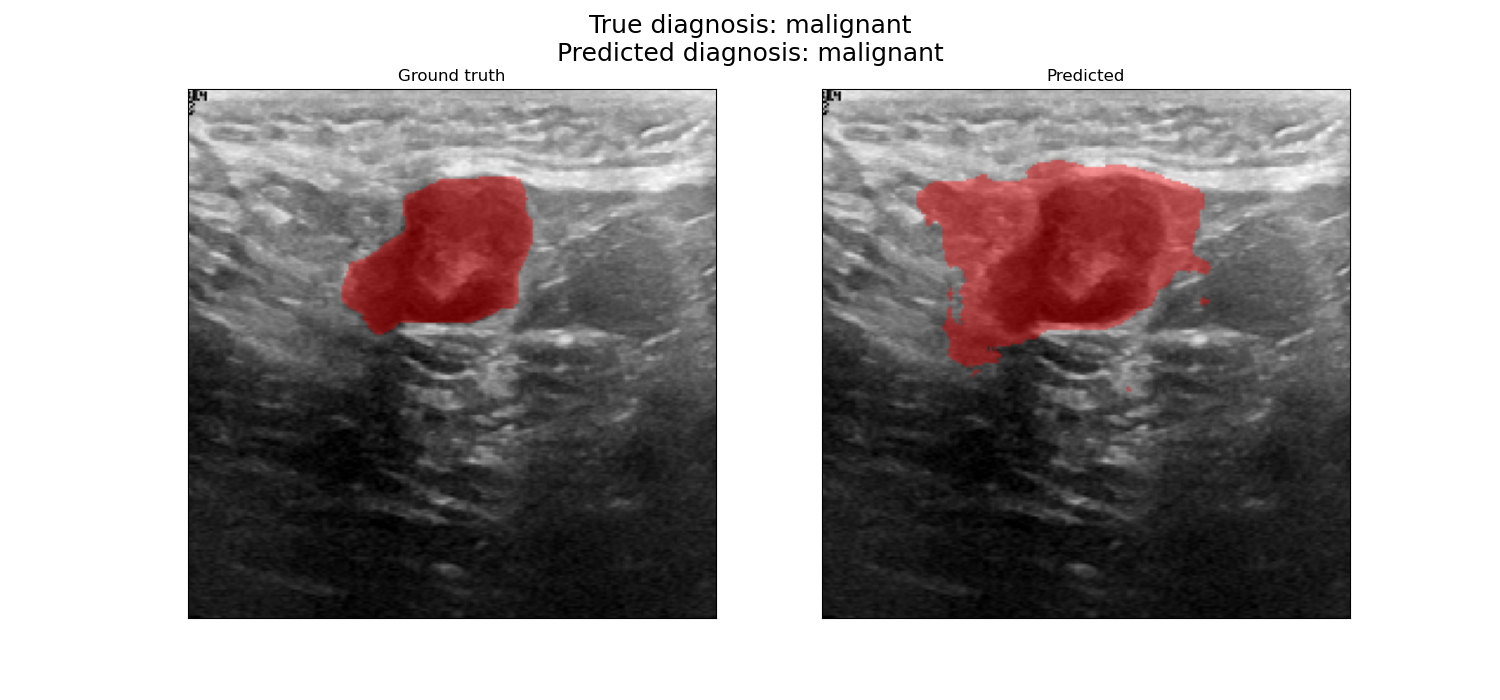 True diagnosis: malignant
Predicted diagnosis: malignant
Ground truth
Predicted